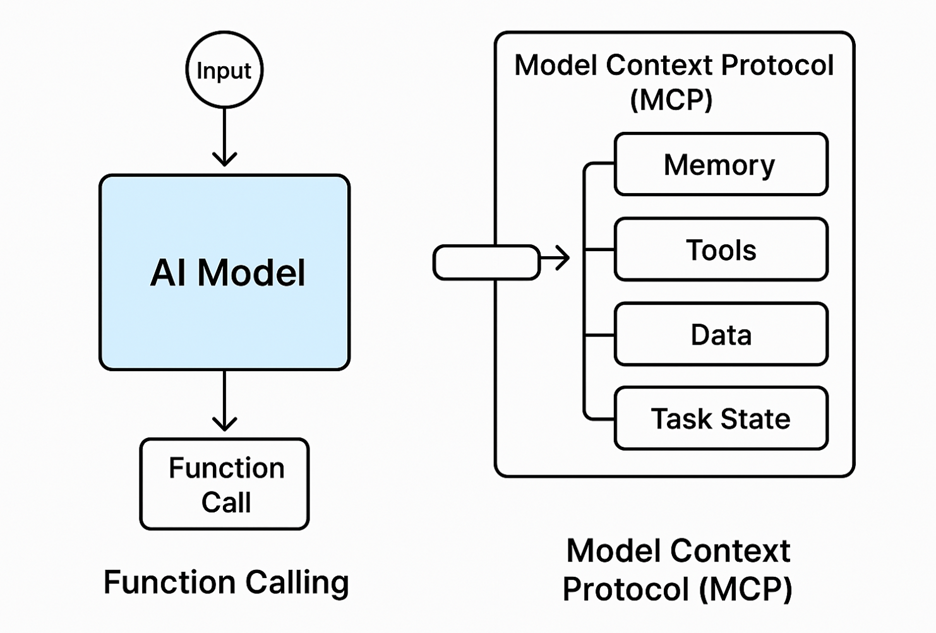 Input
AI Model
Function
Call
Function Calling
Model Context Protocol
(MCP)
Memory
Tools
Data
Task State
Model Context
Protocol (MCP)